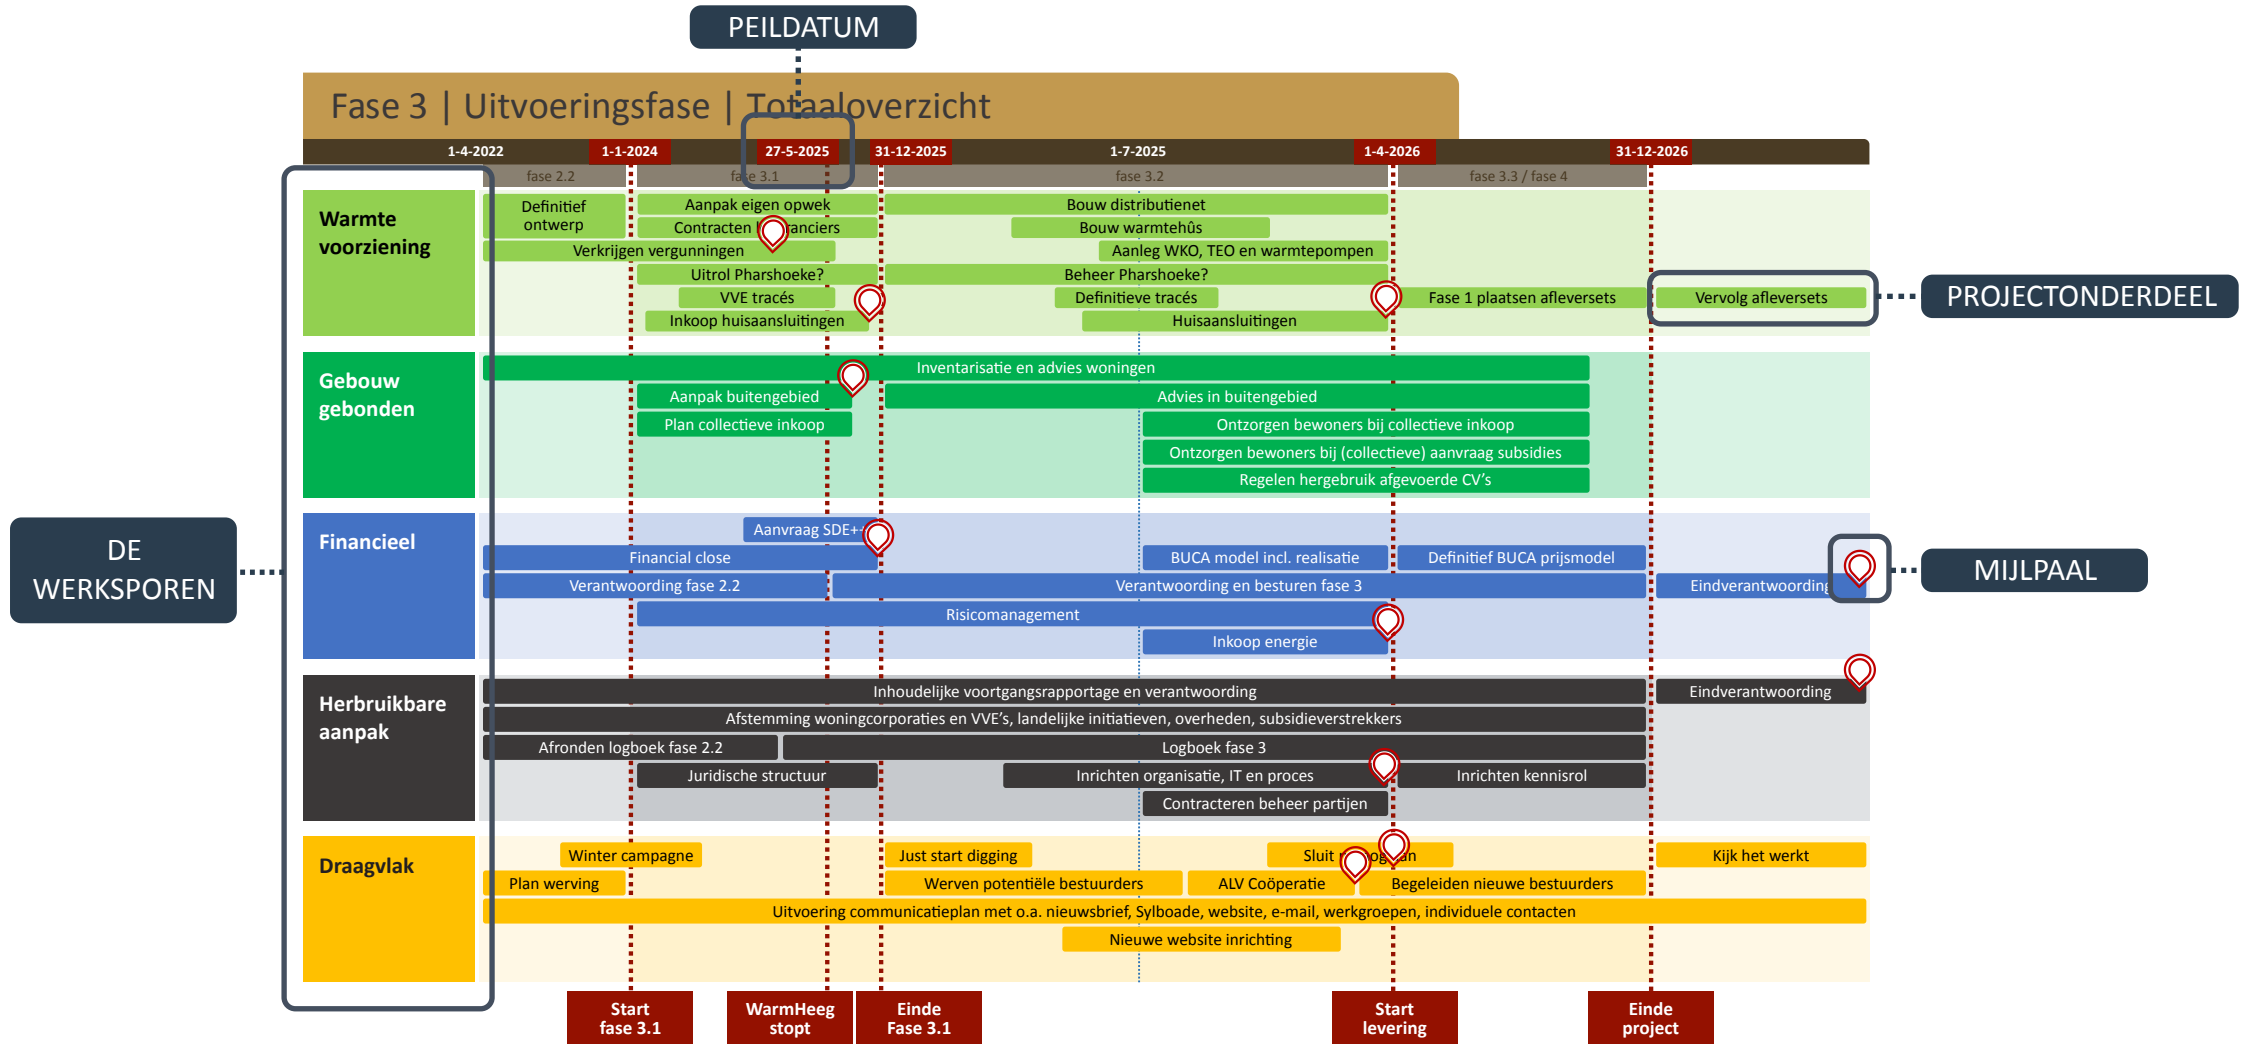 PEILDATUM
Fase 3 | Uitvoeringsfase | Totaaloverzicht
1-4-2022
1-1-2024
27-5-2025
31-12-2025
1-7-2025
1-4-2026
31-12-2026
fase 2.2
fase 3.1
fase 3.2
fase 3.3 / fase 4
Warmte
voorziening
Definitief
ontwerp
Aanpak eigen opwek
Bouw distributienet
Contracten
ranciers
Bouw warmtehûs
Verkrijgen vergunningen
Aanleg WKO, TEO en warmtepompen
Uitrol Pharshoeke?
Beheer Pharshoeke?
VVE tracés
Definitieve tracés
Fase 1 plaatsen afleversets
Vervolg afleversets
PROJECTONDERDEEL
Inkoop huisaansluitingen
Huisaansluitingen
Gebouw
gebonden
Inventarisatie en advies woningen
Aanpak buitengebied
Advies in buitengebied
Plan collectieve inkoop
Ontzorgen bewoners bij collectieve inkoop
Ontzorgen bewoners bij (collectieve) aanvraag subsidies
Regelen hergebruik afgevoerde CV's
DE
WERKSPOREN
Financieel
Aanvraag SDE+
Financial close
BUCA model incl. realisatie
Definitief BUCA prijsmodel
Verantwoording fase 2.2
Verantwoording en besturen fase 3
Eindverantwoording
MIJLPAAL
Risicomanagement
Inkoop energie
Herbruikbare
aanpak
Inhoudelijke voortgangsrapportage en verantwoording
Eindverantwoording
Afstemming woningcorporaties en VVE's, landelijke initiatieven, overheden, subsidieverstrekkers
Afronden logboek fase 2.2
Logboek fase 3
Juridische structuur
Inrichten organisatie, IT en proces
Inrichten kennisrol
Contracteren beheer partijen
Draagvlak
Winter campagne
Just start digging
Sluit
Kijk het werkt
Plan werving
Werven potentiële bestuurders
ALV Coöperatie
Begeleiden nieuwe bestuurders
Uitvoering communicatieplan met o.a. nieuwsbrief, Sylboade, website, e-mail, werkgroepen, individuele contacten
Nieuwe website inrichting
Start
fase 3.1
WarmHeeg
stopt
Einde
Fase 3.1
Start
levering
Einde
project